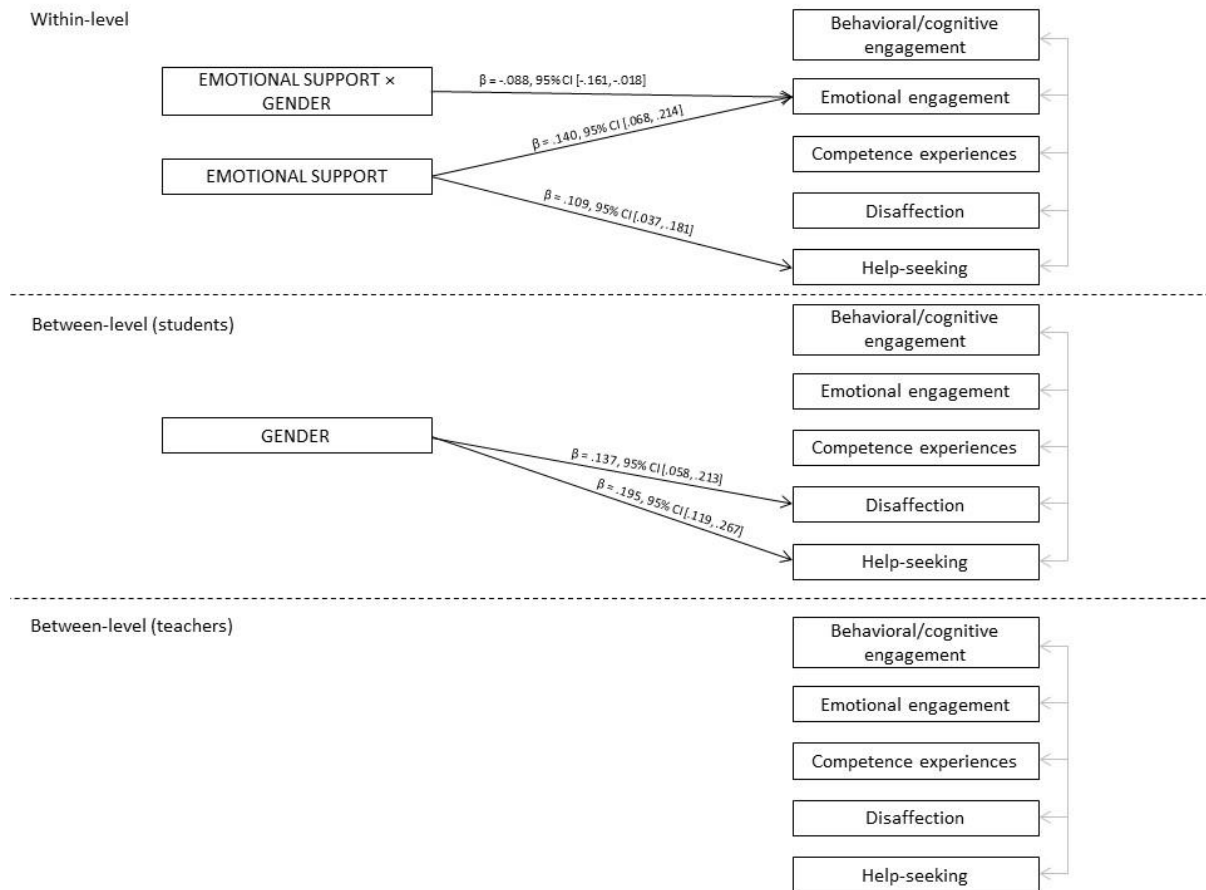 Within-level
Behavioral/cognitive
engagement
EMOTIONAL SUPPORT ×
GENDER
β = -.088, 95% CI [-.161, -.018]
Emotional engagement
β = .140, 95% CI [.068, .214]
Competence experiences
EMOTIONAL SUPPORT
β = .109, 95% CI [.037, .181]
Disaffection
Help-seeking
Between-level (students)
Behavioral/cognitive
engagement
Emotional engagement
GENDER
Competence experiences
β = .137, 95% CI [.058, .213]
β = .195, 95% CI [.119, .267]
Disaffection
Help-seeking
Between-level (teachers)
Behavioral/cognitive
engagement
Emotional engagement
Competence experiences
Disaffection
Help-seeking